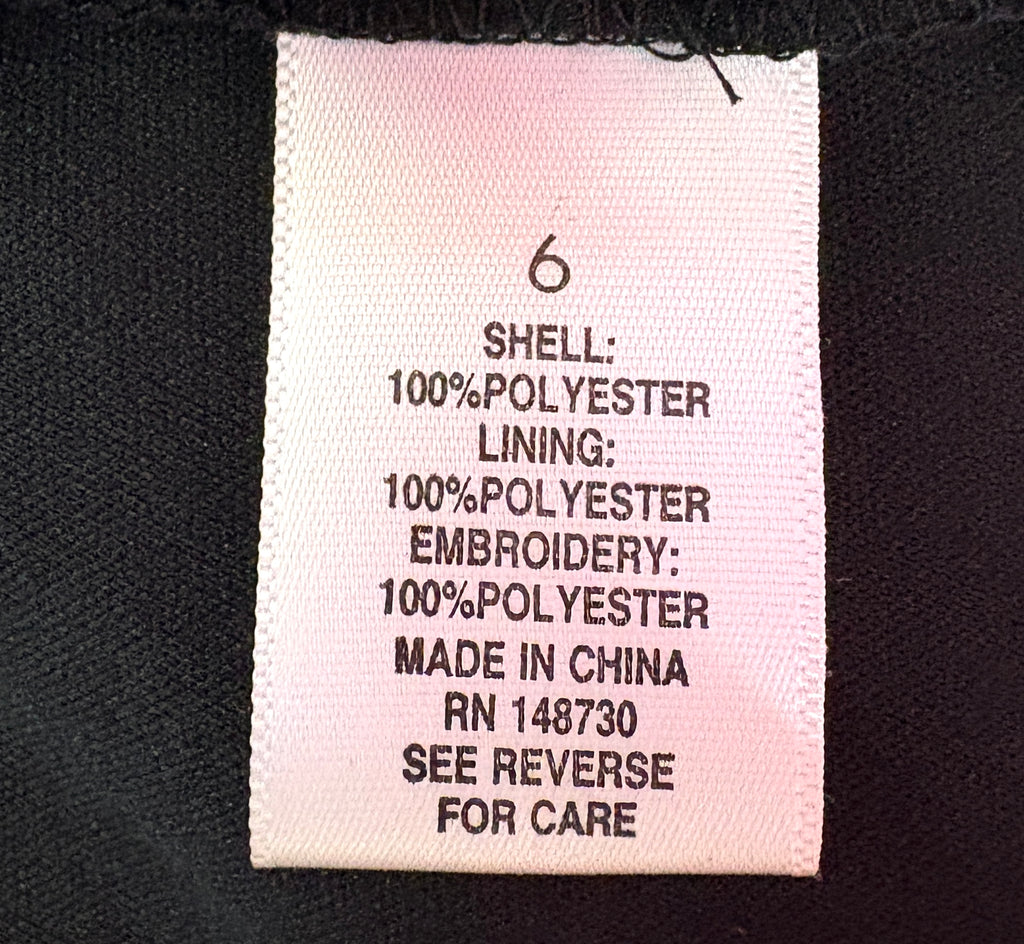 6
SHELL:
100%POLYESTER
LINING:
100%POLYESTER
EMBROIDERY:
100%POLYESTER
MADE IN CHINA
RN 148730
SEE REVERSE
FOR CARE